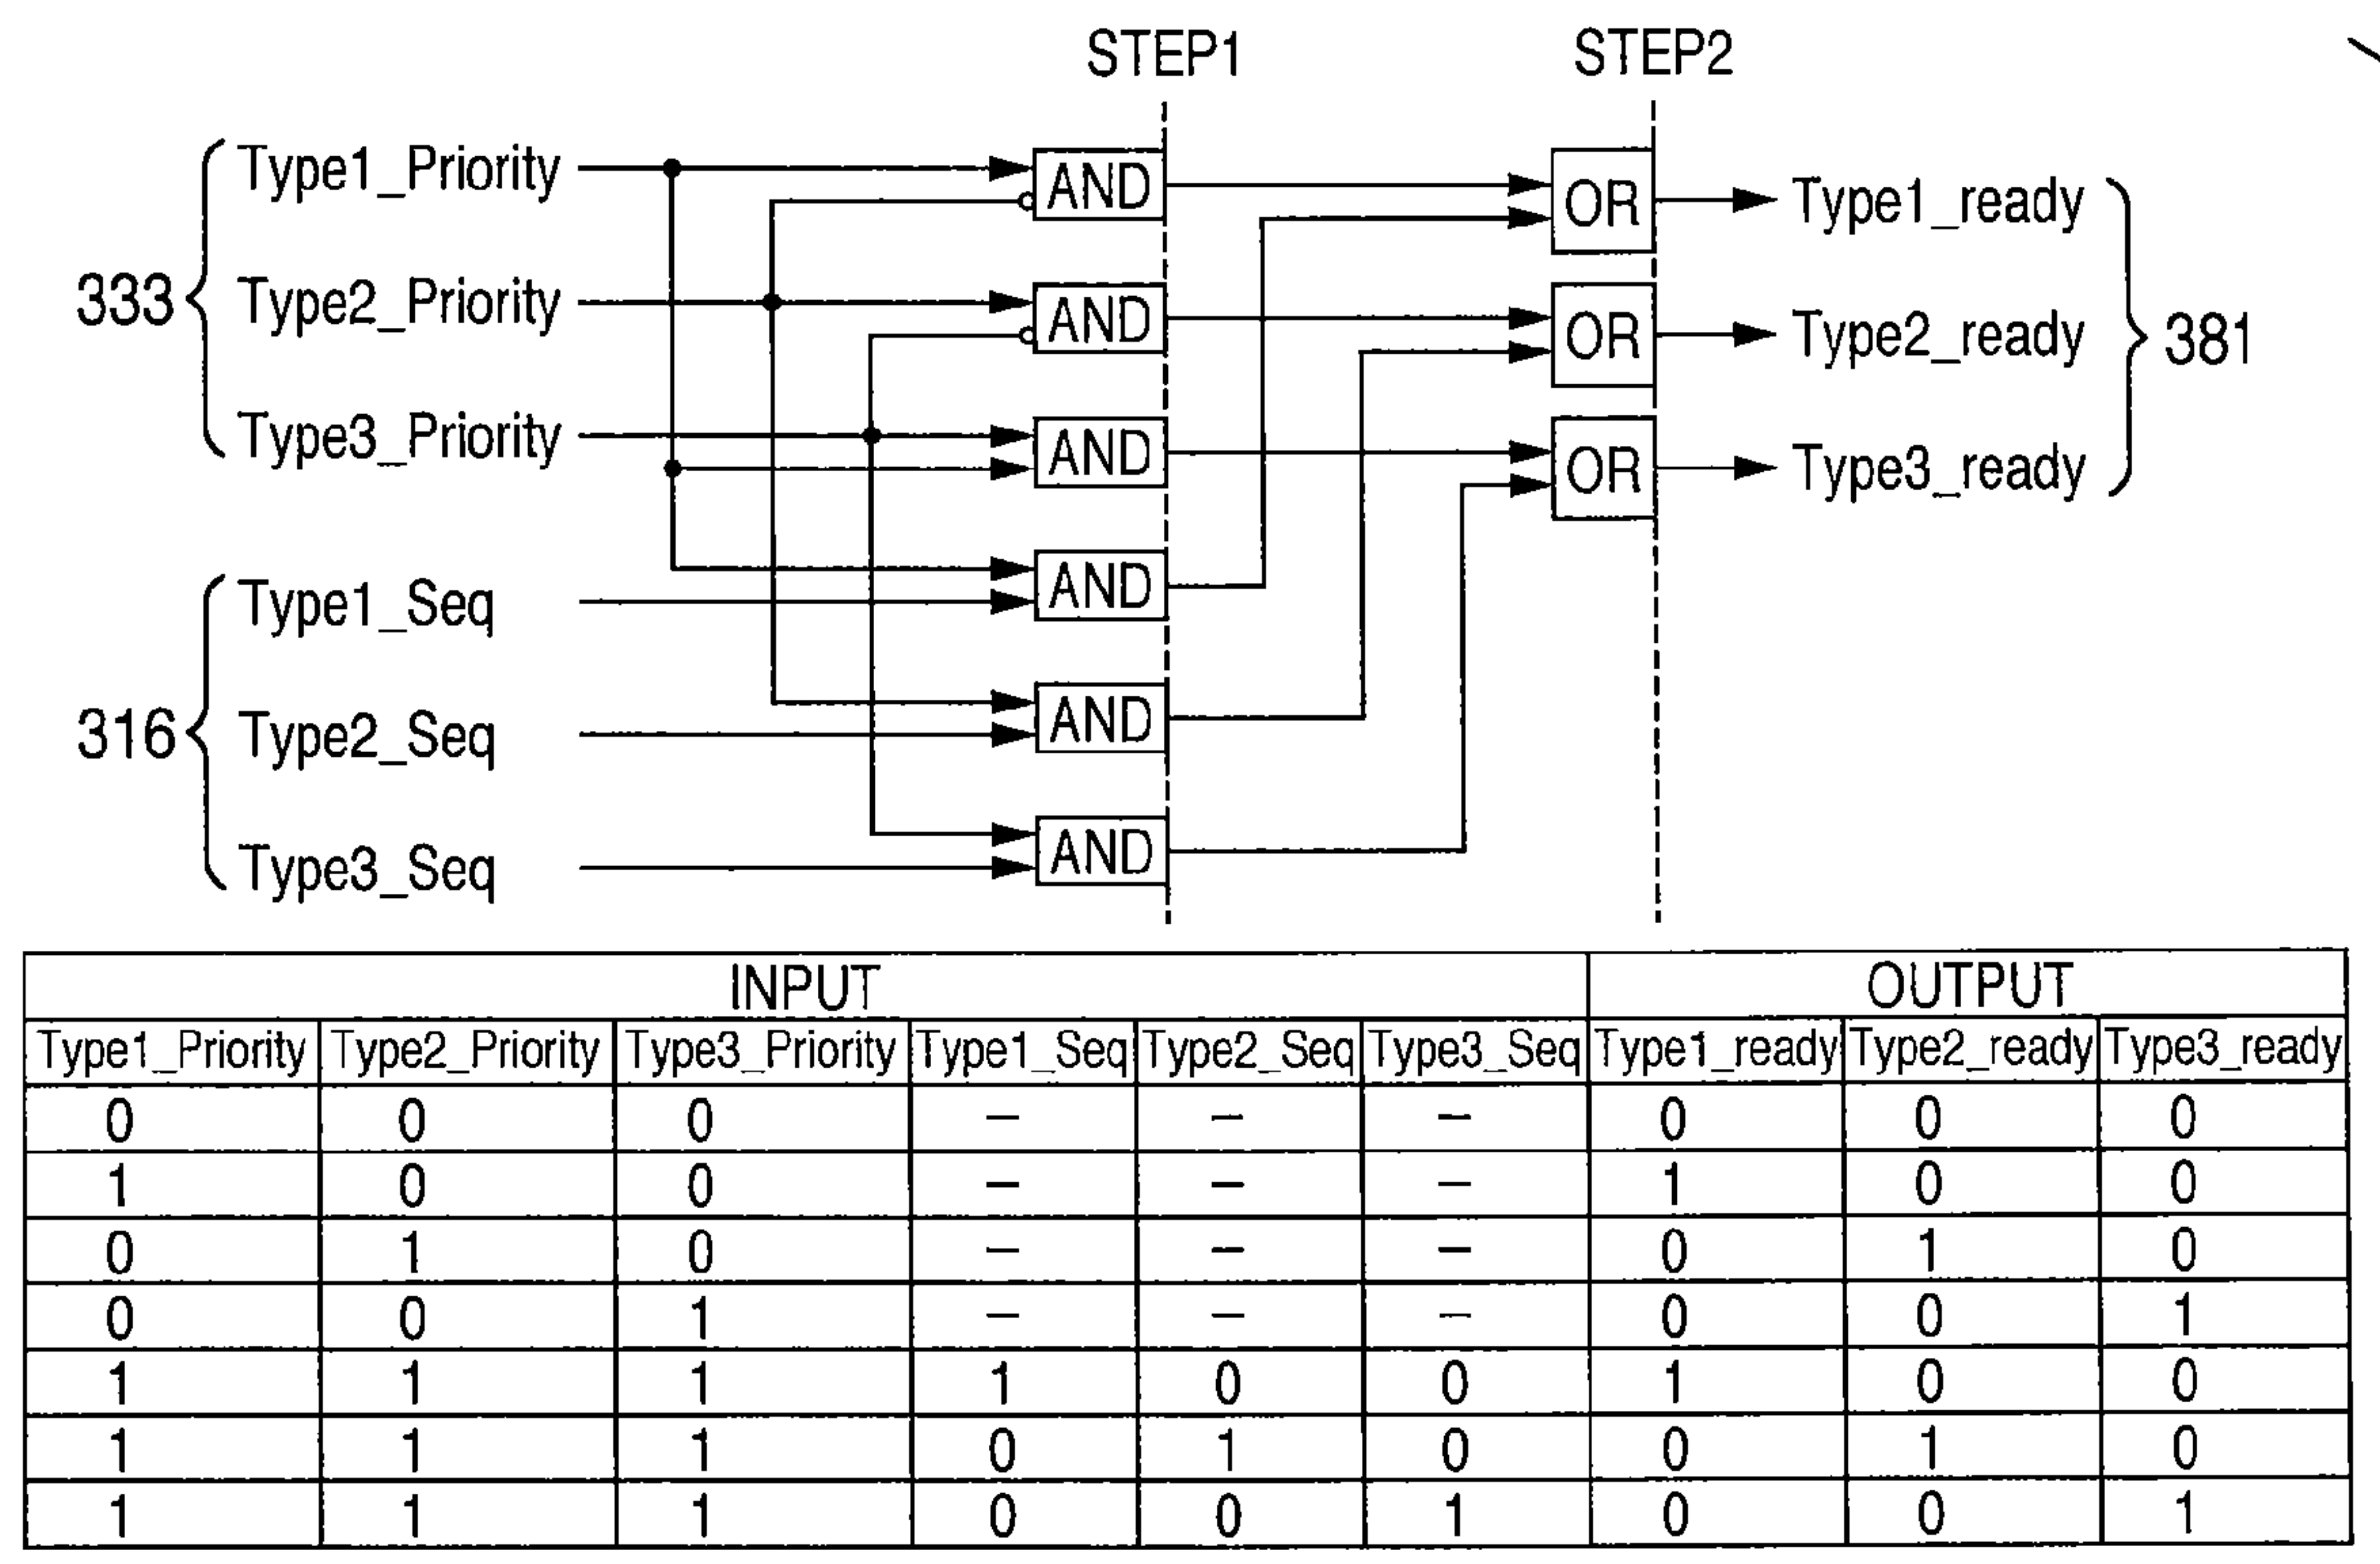 STEP1 STEP2
Type1_Priority AND OR Type1_ready
333 Type2_Priority AND OR Type2_ready 381
Type3_Priority AND OR Type3_ready
Type1_Seq AND
316 Type2_Seq AND
Type3_Seq AND
INPUT OUTPUT
Type1_Priority Type2_Priority Type3_Priority Type1_Seq Type2_Seq Type3_Seq Type1_ready Type2_ready Type3_ready
0 0 0 – – – 0 0 0
1 0 0 – – – 1 0 0
0 1 0 – – – 0 1 0
0 0 1 – – – 0 0 1
1 1 1 1 0 0 1 0 0
1 1 1 0 1 0 0 1 0
1 1 1 0 0 1 0 0 1